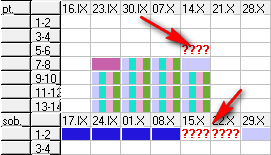 pt. 16.IX 23.IX 30.IX 07.X 14.X 21.X 28.X
1-2
3-4
5-6 ????
7-8
9-10
11-12
13-14
sob. 17.IX 24.IX 01.X 08.X 15.X 22.X 29.X
1-2 ???? ????
3-4